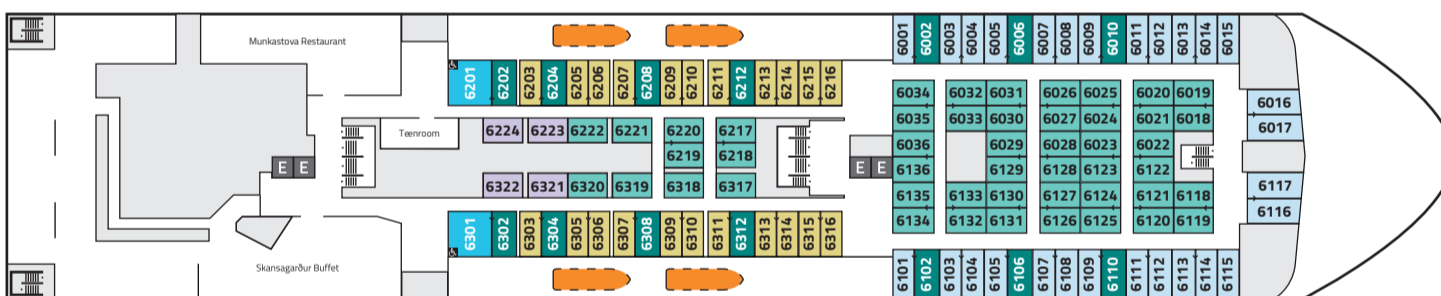 Munkastova Restaurant
6001 6002 6003 6004 6005 6006 6007 6008 6009 6010 6011 6012 6013 6014 6015
6201 6202 6203 6204 6205 6206 6207 6208 6209 6210 6211 6212 6213 6214 6215 6216
6034 6032 6031 6026 6025 6020 6019
6016
6035 6033 6030 6027 6024 6021 6018
6017
Teenroom
6224 6223 6222 6221 6220 6217
6219 6218
6036 6029 6028 6023 6022
E E
E E
6136 6129 6128 6123 6122
6322 6321 6320 6319 6318 6317
6135 6133 6130 6127 6124 6121 6118
6117
6134 6132 6131 6126 6125 6120 6119
6116
6301 6302 6303 6304 6305 6306 6307 6308 6309 6310 6311 6312 6313 6314 6315 6316
Skansagarður Buffet
6101 6102 6103 6104 6105 6106 6107 6108 6109 6110 6111 6112 6113 6114 6115